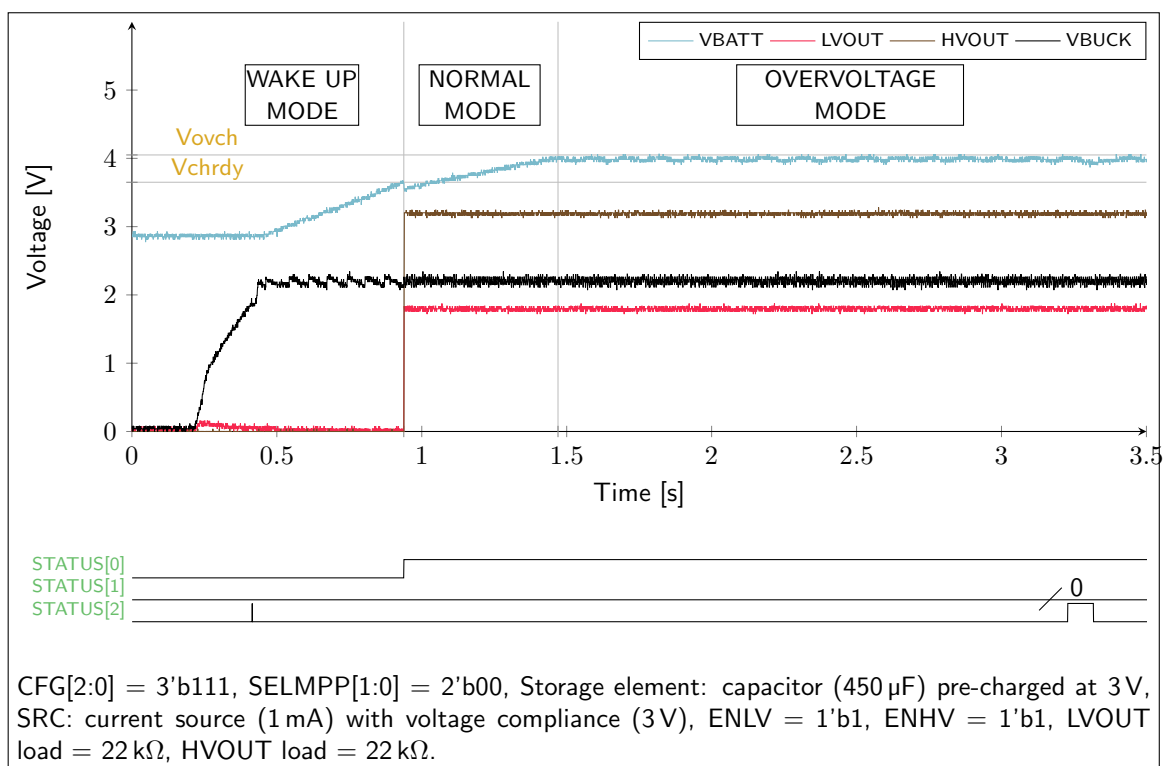 VBATT LVOUT HVOUT VBUCK
WAKE UP
MODE
NORMAL
MODE
OVERVOLTAGE
MODE
Vovch
Vchrdy
Voltage [V]
5
4
3
2
1
0
0 0.5 1 1.5 2 2.5 3 3.5
Time [s]
STATUS[0]
STATUS[1]
STATUS[2]
0
CFG[2:0] = 3'b111, SELMPP[1:0] = 2'b00, Storage element: capacitor (450 µF) pre-charged at 3 V,
SRC: current source (1 mA) with voltage compliance (3 V), ENLV = 1'b1, ENHV = 1'b1, LVOUT
load = 22 kΩ, HVOUT load = 22 kΩ.